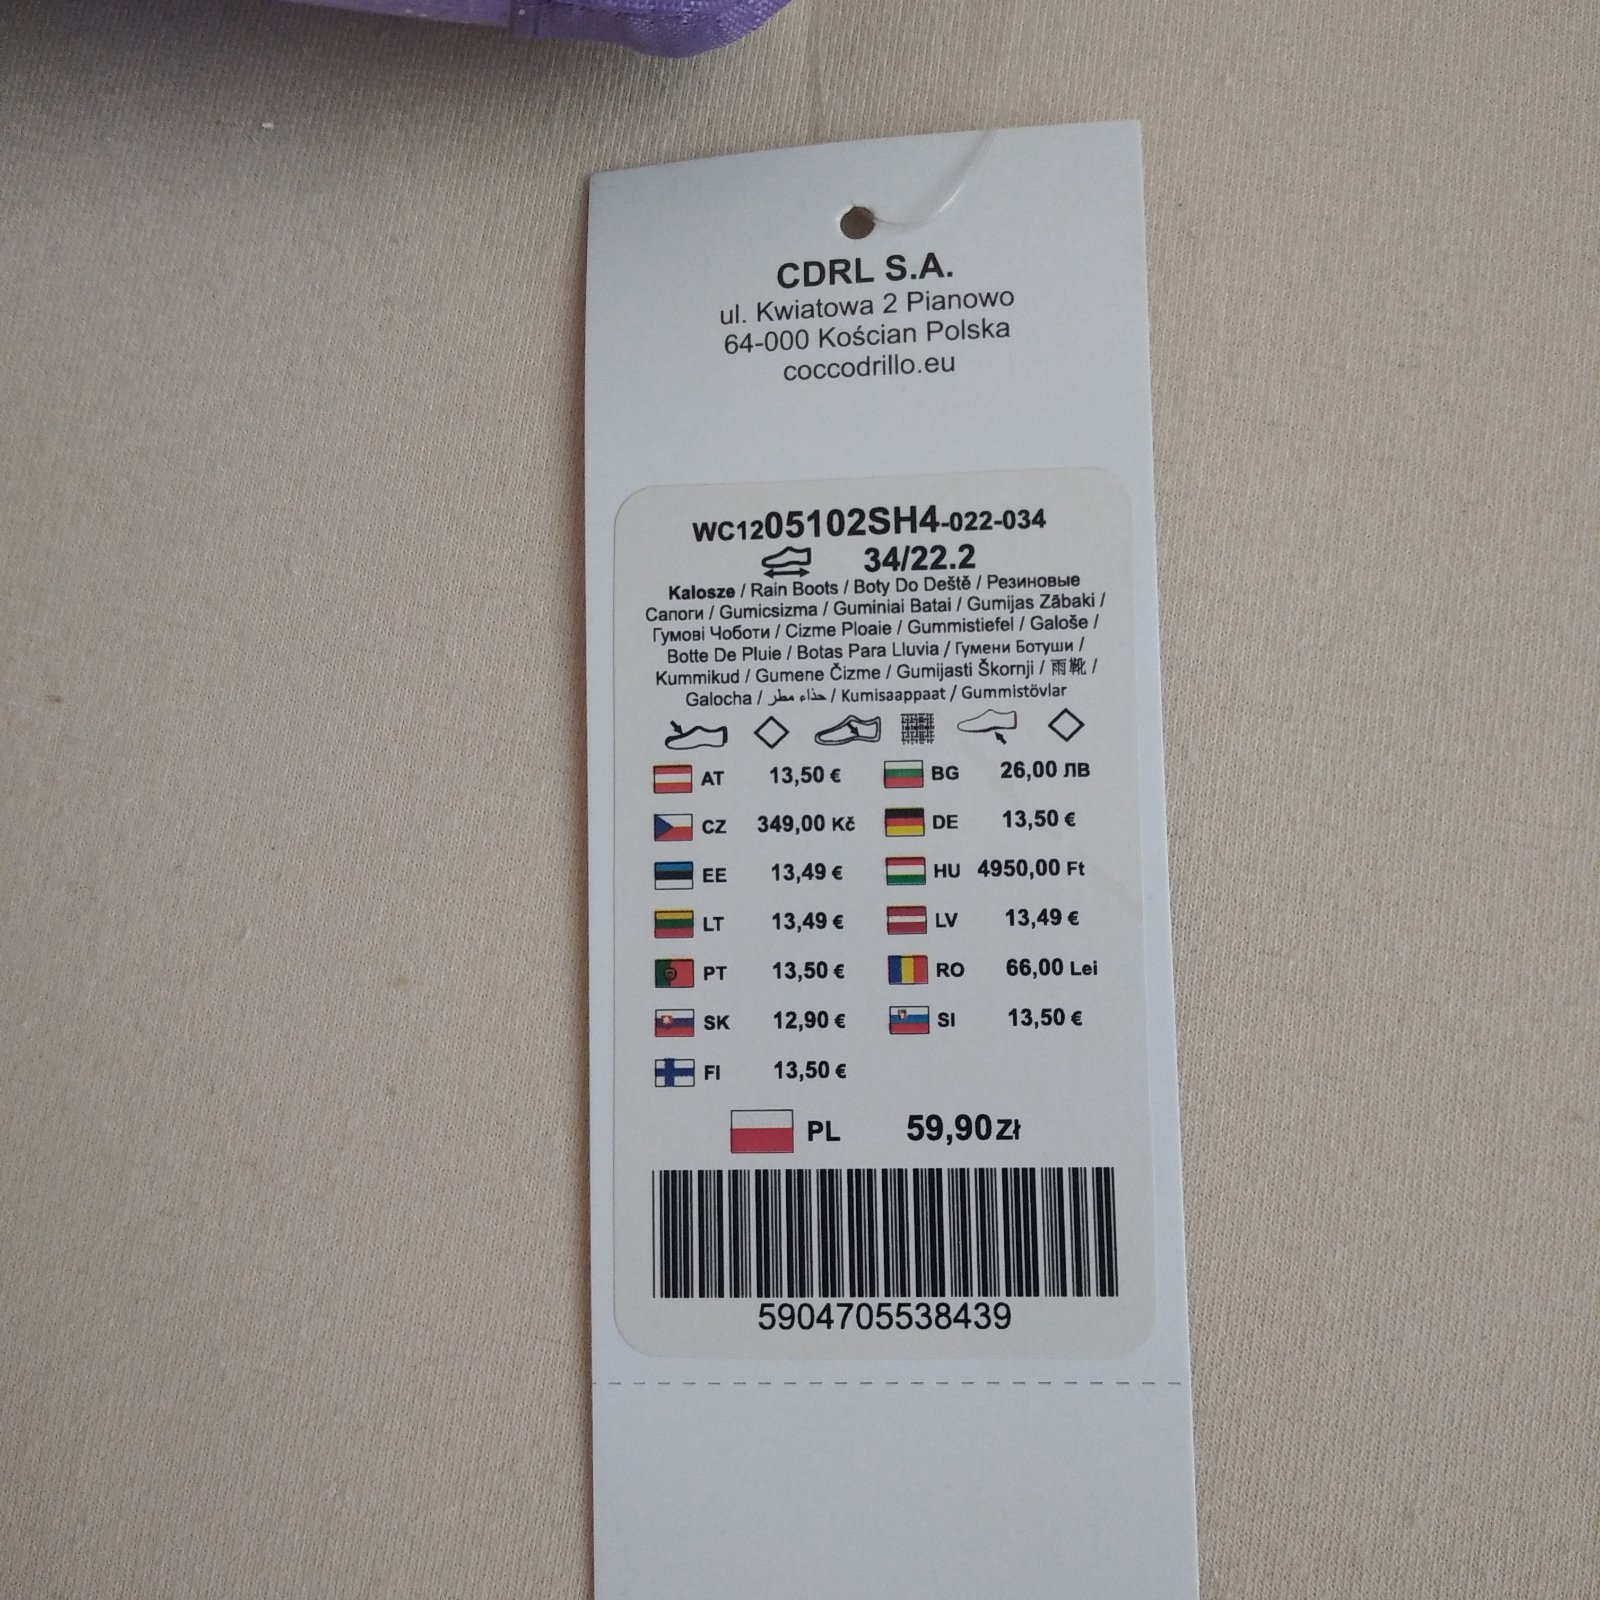 CDRL S.A.
ul. Kwiatowa 2 Pianowo
64-000 Kościan Polska
coccodrillo.eu
WC1205102SH4-022-034
34/22.2
Kalosze / Rain Boots / Boty Do Deště / Резиновые
Сапоги / Gumicsizma / Guminiai Batai / Gumijas Zābaki /
Гумові Чоботи / Cizme Ploaie / Gummistiefel / Galoše /
Botte De Pluie / Botas Para Lluvia / Гумени Ботуши /
Kummikud / Gumene Čizme / Gumijasti Škornji / 雨靴 /
Galocha / حذاء مطر / Kumisaappaat / Gummistövlar
AT 13,50 € BG 26,00 ЛВ
CZ 349,00 Kč DE 13,50 €
EE 13,49 € HU 4950,00 Ft
LT 13,49 € LV 13,49 €
PT 13,50 € RO 66,00 Lei
SK 12,90 € SI 13,50 €
FI 13,50 €
PL 59,90 Zł
5904705538439